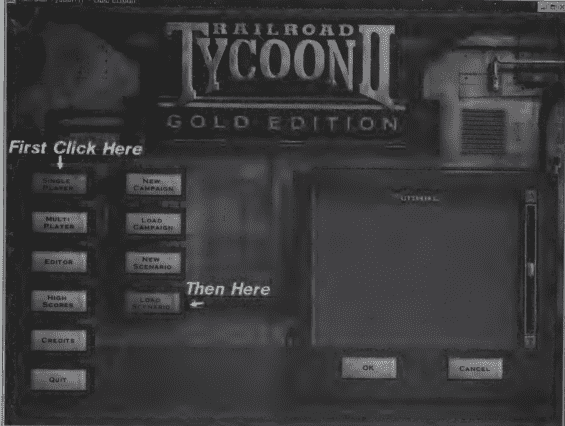 RAILROAD
TYCOON II
GOLD EDITION
First Click Here
SINGLE
PLAYER
NEW
CAMPAIGN
MULTI
PLAYER
LOAD
CAMPAIGN
EDITOR
NEW
SCENARIO
HIGH
SCORES
Then Here
LOAD
SCENARIO
CREDITS
QUIT
OK
CANCEL